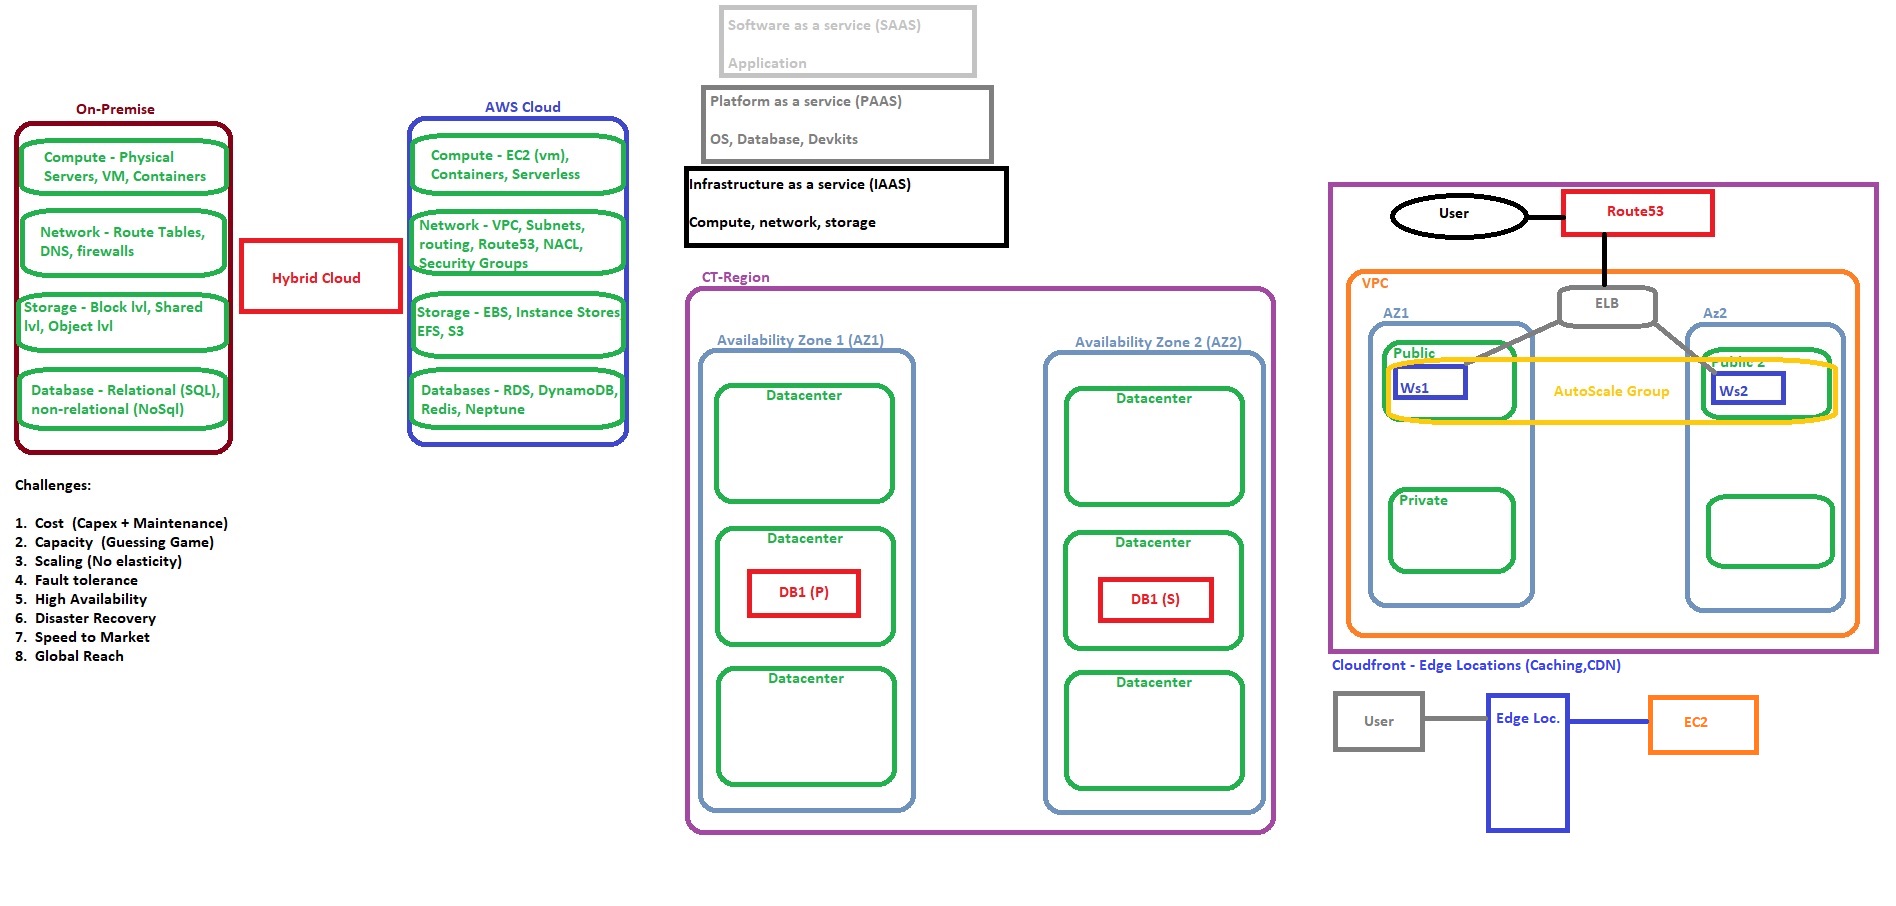 On-Premise
Compute - Physical
Servers, VM, Containers
Network - Route Tables,
DNS, firewalls
Storage - Block lvl, Shared
lvl, Object lvl
Database - Relational (SQL),
non-relational (NoSql)
Hybrid Cloud
AWS Cloud
Compute - EC2 (vm),
Containers, Serverless
Network - VPC, Subnets,
routing, Route53, NACL,
Security Groups
Storage - EBS, Instance Stores
EFS, S3
Databases - RDS, DynamoDB,
Redis, Neptune
Challenges:
1. Cost (Capex + Maintenance)
2. Capacity (Guessing Game)
3. Scaling (No elasticity)
4. Fault tolerance
5. High Availability
6. Disaster Recovery
7. Speed to Market
8. Global Reach
Software as a service (SAAS)
Application
Platform as a service (PAAS)
OS, Database, Devkits
Infrastructure as a service (IAAS)
Compute, network, storage
CT-Region
Availability Zone 1 (AZ1)
Datacenter
Datacenter
DB1 (P)
Datacenter
Availability Zone 2 (AZ2)
Datacenter
Datacenter
DB1 (S)
Datacenter
User
Route53
VPC
ELB
AZ1
Public
Ws1
Private
AutoScale Group
Az2
Public 2
Ws2
Cloudfront - Edge Locations (Caching,CDN)
User
Edge Loc.
EC2